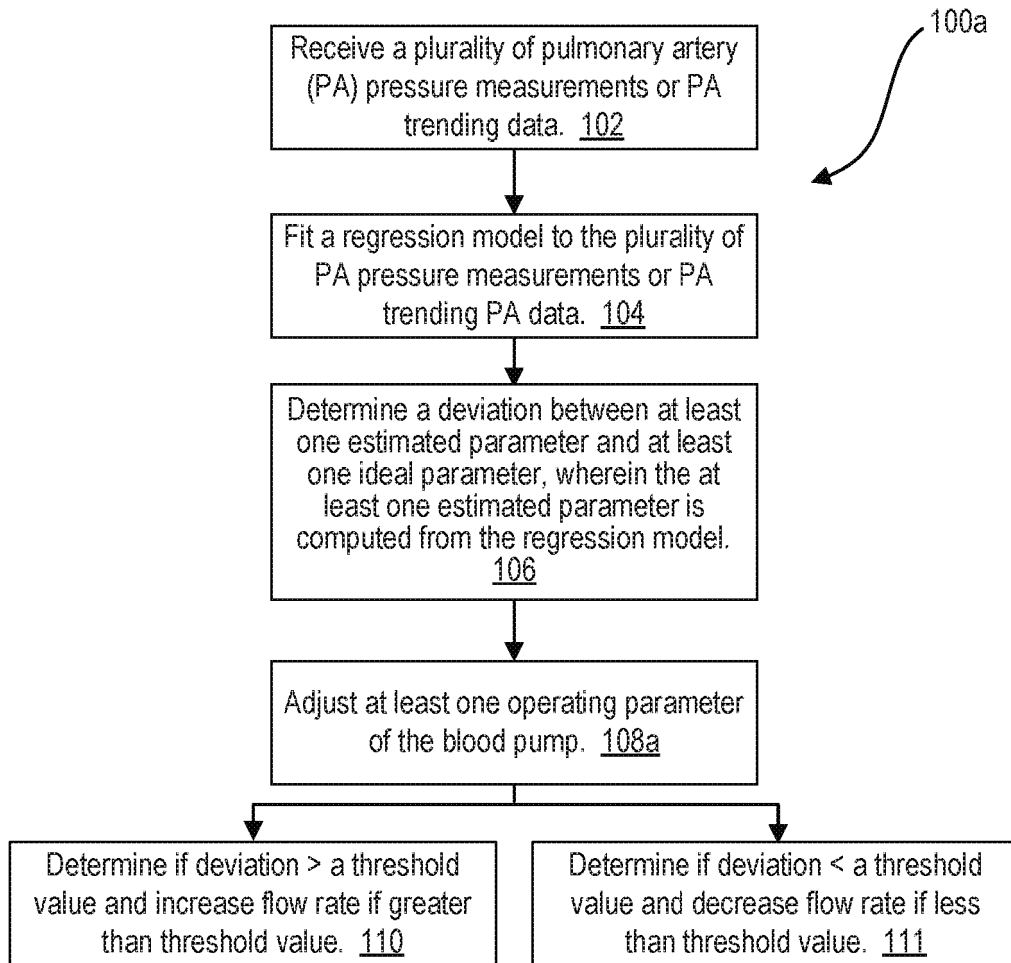 100a
Receive a plurality of pulmonary artery
(PA) pressure measurements or PA
trending data. 102
Fit a regression model to the plurality of
PA pressure measurements or PA
trending PA data. 104
Determine a deviation between at least
one estimated parameter and at least
one ideal parameter, wherein the at
least one estimated parameter is
computed from the regression model.
106
Adjust at least one operating parameter
of the blood pump. 108a
Determine if deviation > a threshold
value and increase flow rate if greater
than threshold value. 110
Determine if deviation < a threshold
value and decrease flow rate if less
than threshold value. 111